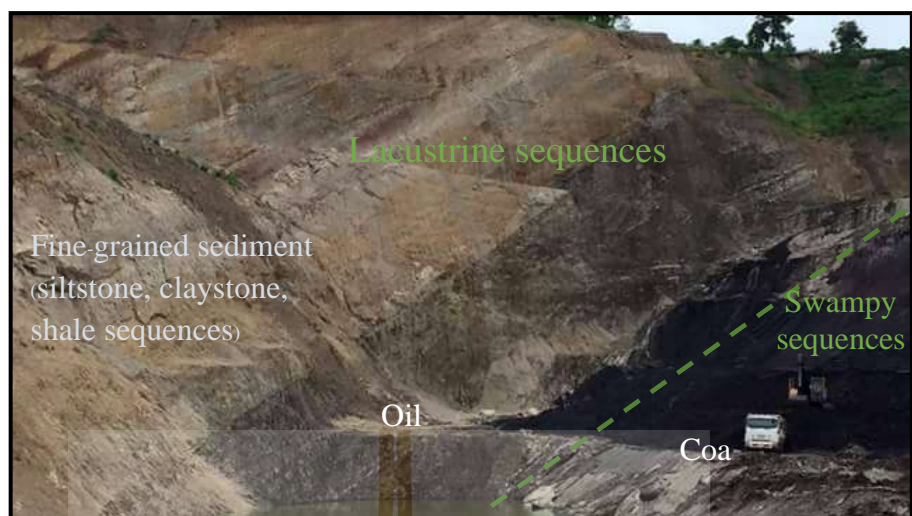 Lacustrine sequences
Fine-grained sediment
(siltstone, claystone,
shale sequences)
Swampy
sequences
Oil
Coa